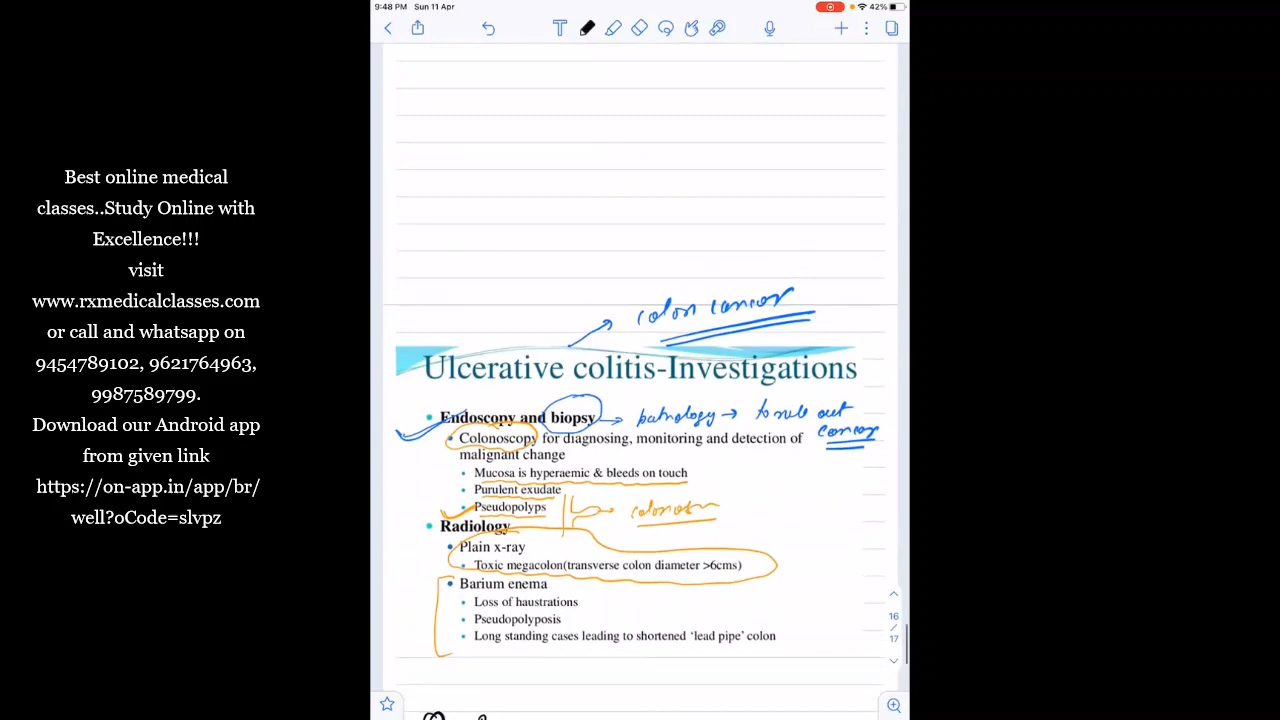 9:48 PM Sun 11 Apr
42%
Best online medical
classes..Study Online with
Excellence!!!
visit
www.rxmedicalclasses.com
or call and whatsapp on
9454789102, 9621764963,
9987589799.
Download our Android app
from given link
https://on-app.in/app/br/
well?oCode=slvpz
colon cancer
Ulcerative colitis-Investigations
• Endoscopy and biopsy → pathology → to rule out
cancer
• Colonoscopy for diagnosing, monitoring and detection of
malignant change
• Mucosa is hyperaemic & bleeds on touch
• Purulent exudate
• Pseudopolyps
• Radiology
• Plain x-ray
• Toxic megacolon(transverse colon diameter >6cms)
• Barium enema
• Loss of haustrations
• Pseudopolyposis
• Long standing cases leading to shortened ‘lead pipe’ colon
16
/
17